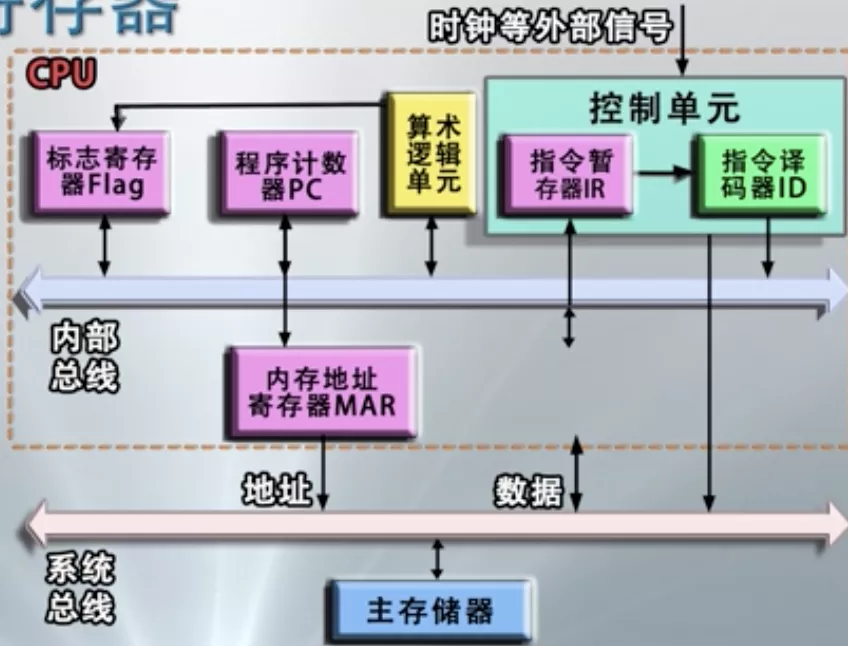 寄存器
时钟等外部信号
CPU
控制单元
标志寄存
器Flag
程序计数
器PC
算术
逻辑
单元
指令暂
存器IR
指令译
码器ID
内部
总线
内存地址
寄存器MAR
地址
数据
系统
总线
主存储器